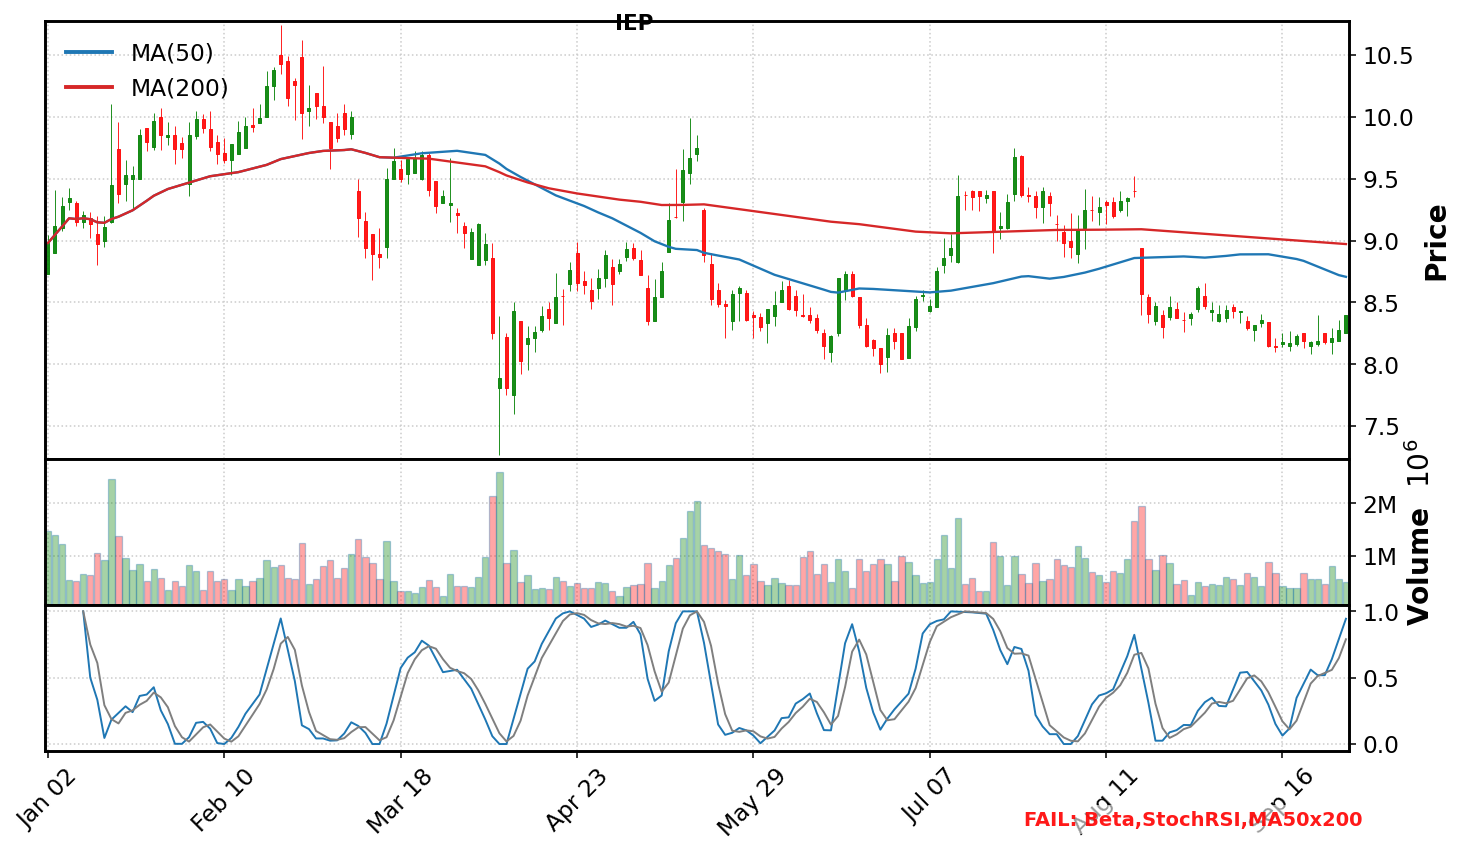 IEP
MA(50)
MA(200)
10.5
10.0
9.5
9.0
8.5
8.0
7.5
Price
2M
1M
Volume 10⁶
1.0
0.5
0.0
Jan 02
Feb 10
Mar 18
Apr 23
May 29
Jul 07
Aug 11
Sep 16
FAIL: Beta,StochRSI,MA50x200